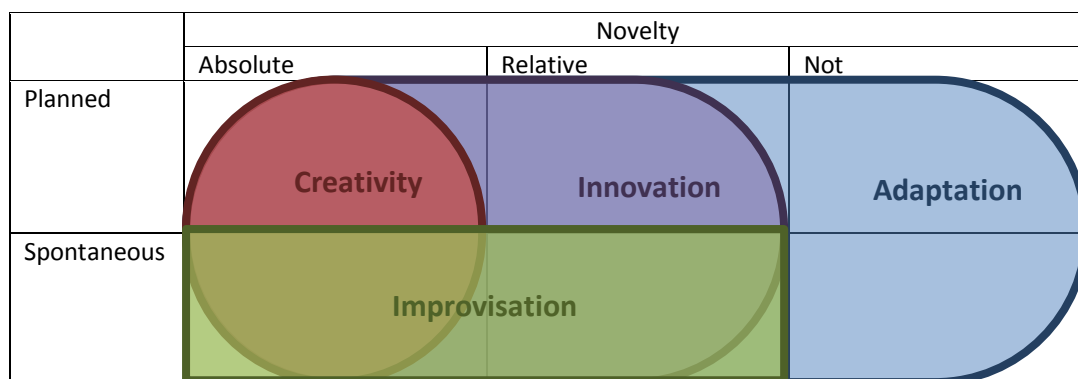 Novelty
Absolute Relative Not
Planned
Creativity Innovation Adaptation
Spontaneous
Improvisation